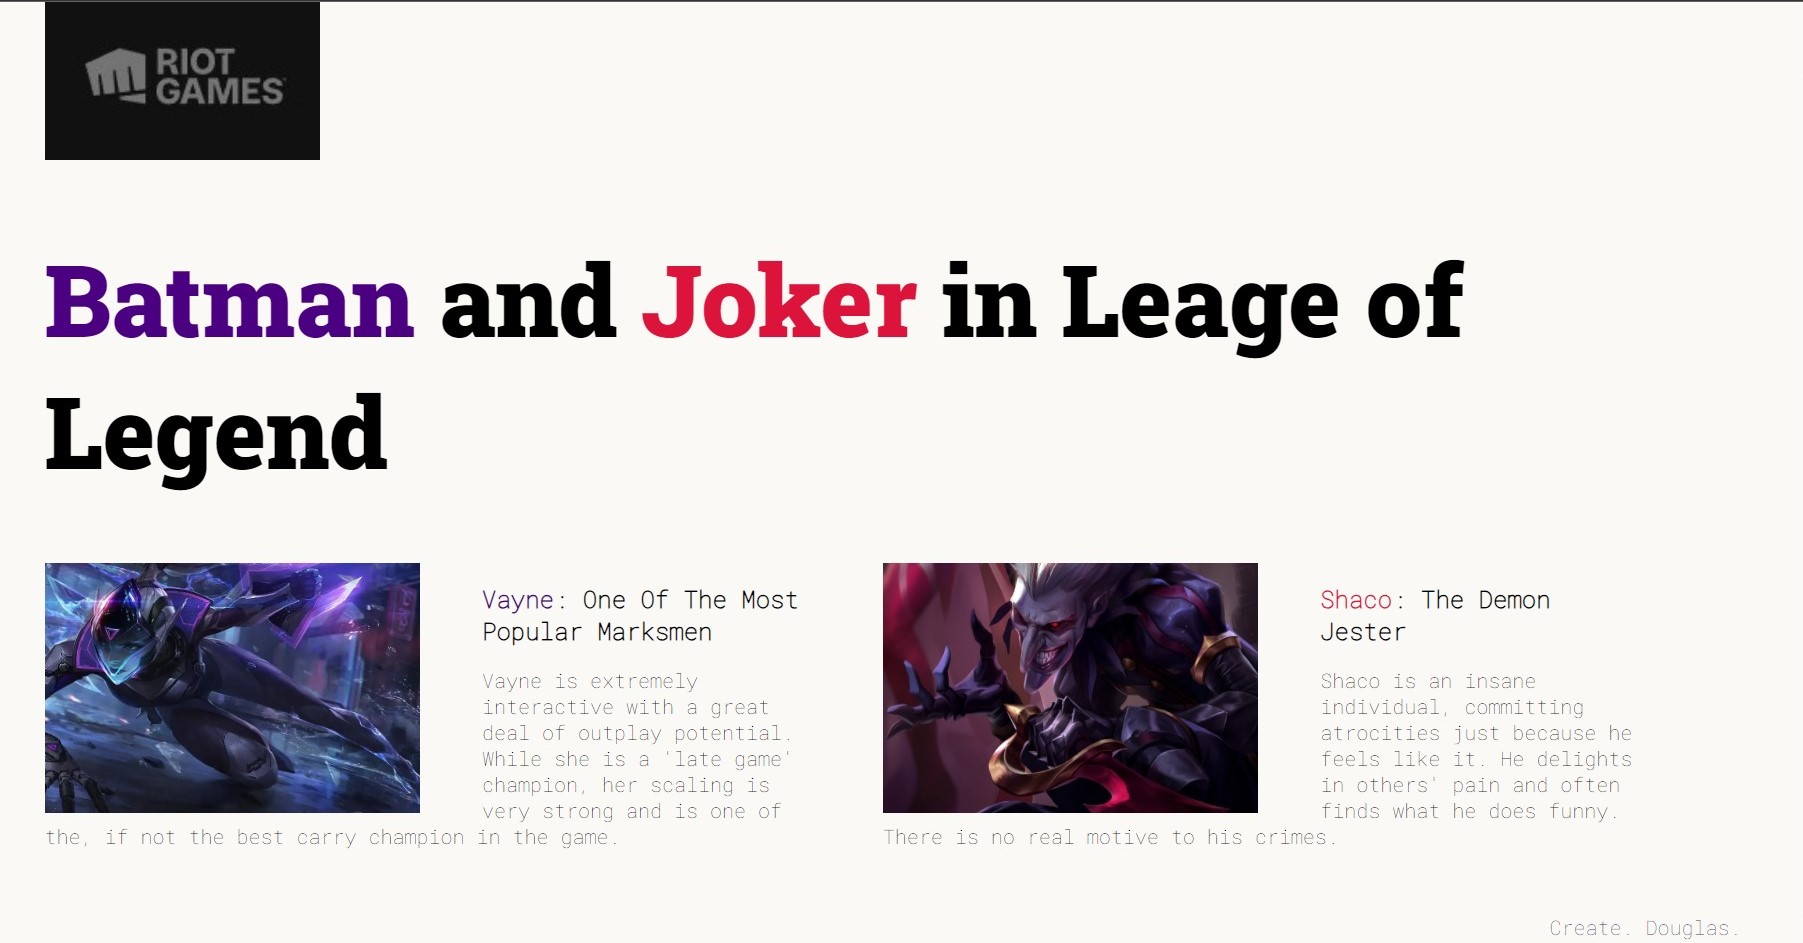 RIOT
GAMES
Batman and Joker in Leage of
Legend
Vayne: One Of The Most
Popular Marksmen
Vayne is extremely
interactive with a great
deal of outplay potential.
While she is a 'late game'
champion, her scaling is
very strong and is one of
the, if not the best carry champion in the game.
Shaco: The Demon
Jester
Shaco is an insane
individual, committing
atrocities just because he
feels like it. He delights
in others' pain and often
finds what he does funny.
There is no real motive to his crimes.
Create. Douglas.